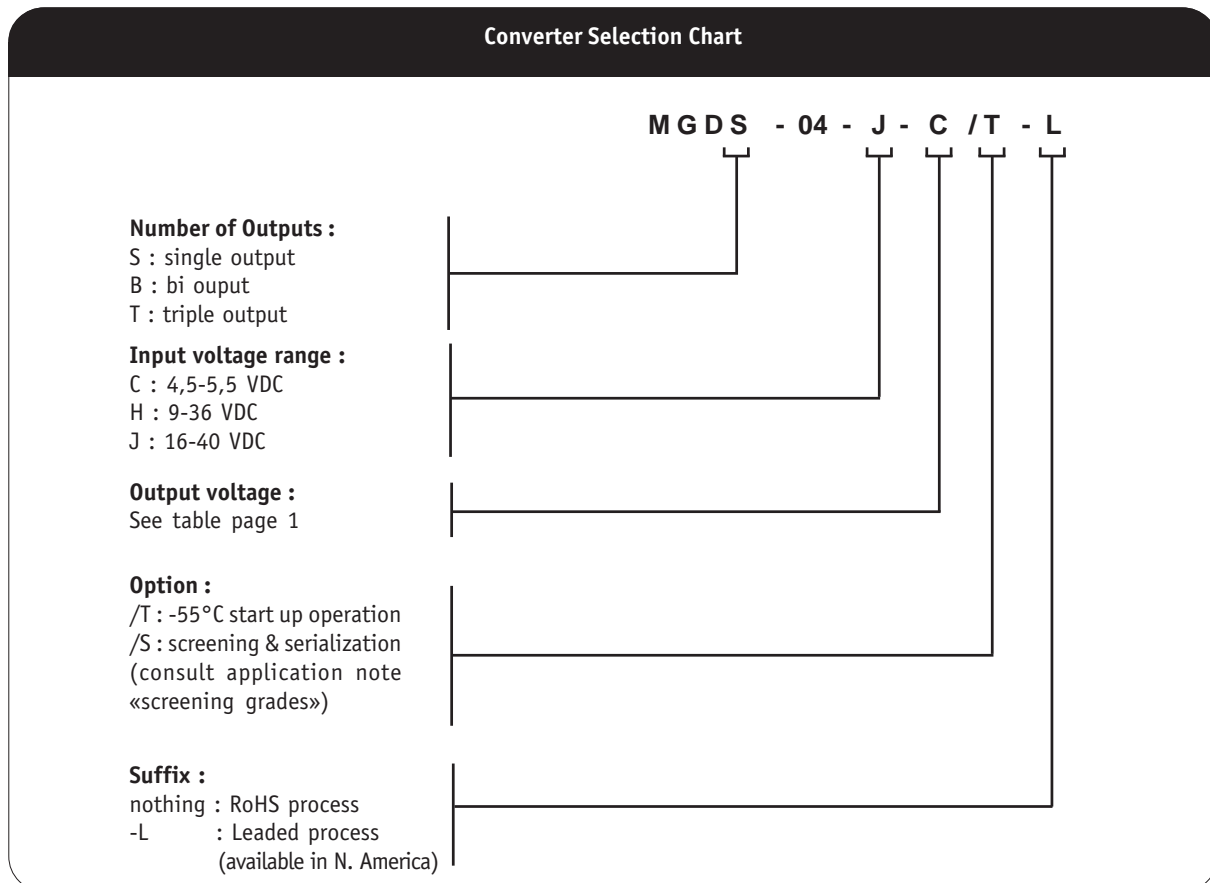 Converter Selection Chart
MGDS - 04 - J - C /T - L
Number of Outputs :
S : single output
B : bi ouput
T : triple output
Input voltage range :
C : 4,5-5,5 VDC
H : 9-36 VDC
J : 16-40 VDC
Output voltage :
See table page 1
Option :
/T : -55°C start up operation
/S : screening & serialization
(consult application note
«screening grades»)
Suffix :
nothing : RoHS process
-L : Leaded process
(available in N. America)